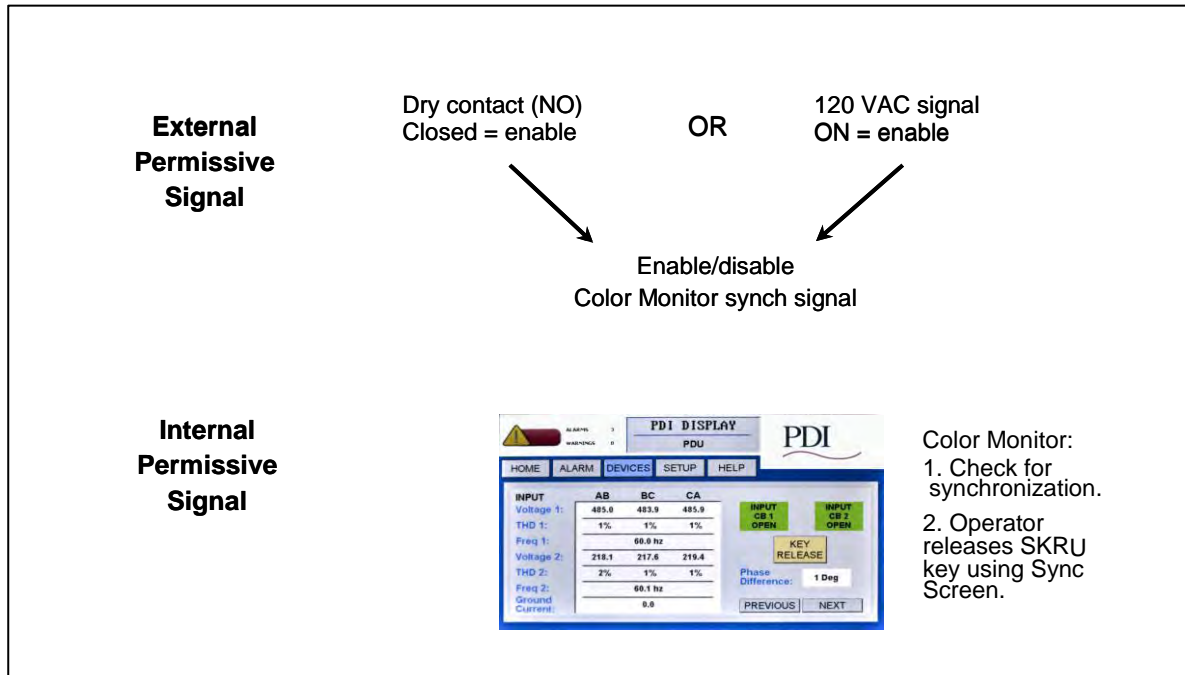 External
Permissive
Signal
Dry contact (NO)
Closed = enable
OR
120 VAC signal
ON = enable
Enable/disable
Color Monitor synch signal
Internal
Permissive
Signal
ALARMS 3
WARNINGS 0
PDI DISPLAY
PDU
PDI
HOME ALARM DEVICES SETUP HELP
INPUT AB BC CA
Voltage 1: 485.0 483.9 485.9
THD 1: 1% 1% 1%
Freq 1: 60.0 hz
Voltage 2: 218.1 217.6 219.4
THD 2: 2% 1% 1%
Freq 2: 60.1 hz
Ground
Current: 0.0
INPUT
CB 1
OPEN
INPUT
CB 2
OPEN
KEY
RELEASE
Phase
Difference: 1 Deg
PREVIOUS NEXT
Color Monitor:
1. Check for
synchronization.
2. Operator
releases SKRU
key using Sync
Screen.